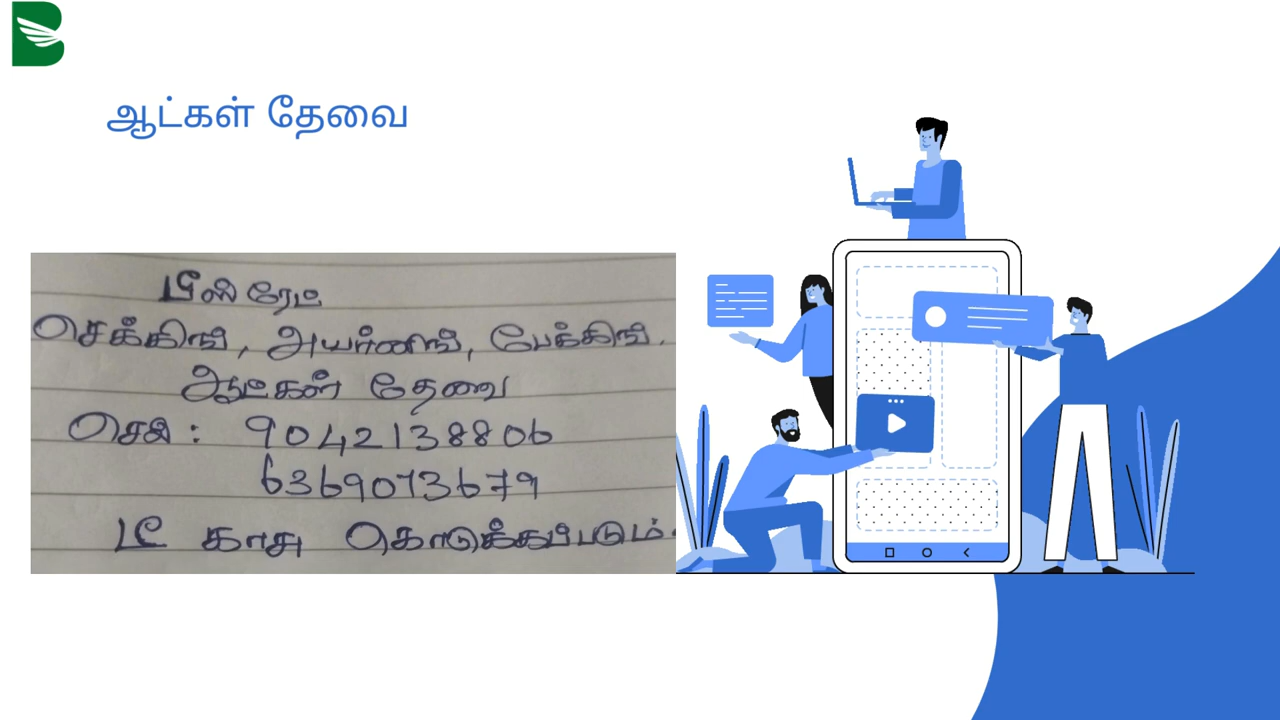 ஆட்கள் தேவை
பீஸ் ரேட்
செக்கிங், அயர்னிங், பேக்கிங்.
ஆட்கள் தேவை
செல் : 9042138806
6369073679
டீ காசு கொடுக்கப்படும்